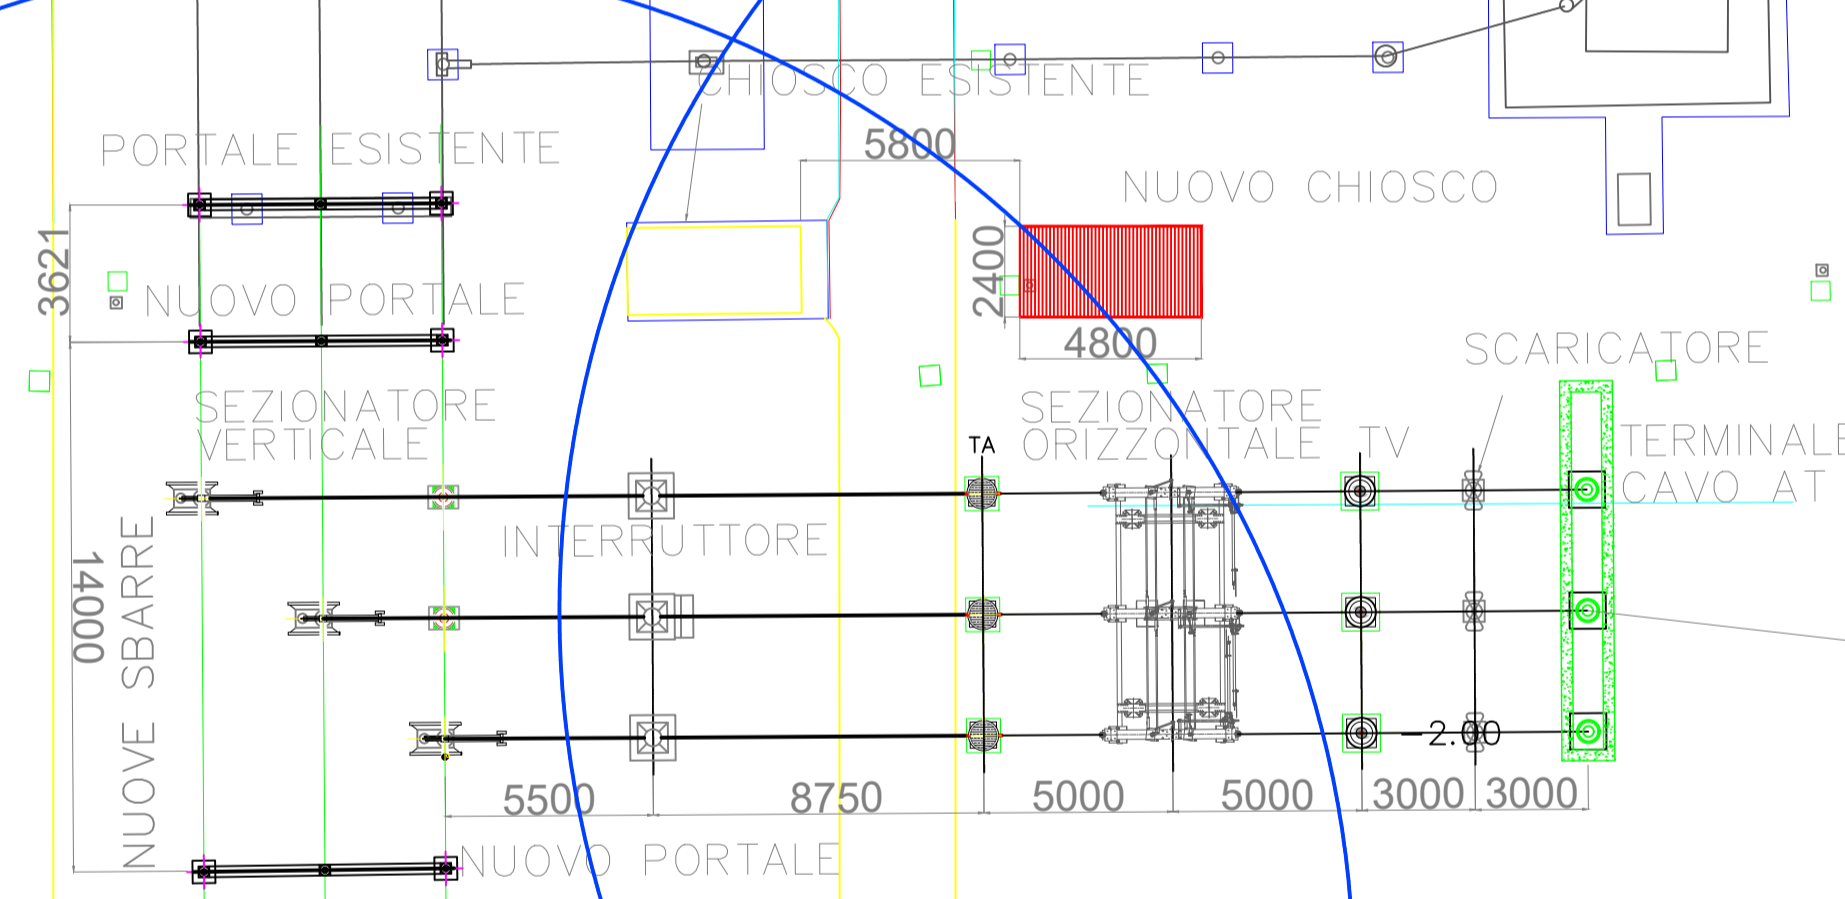 CHIOSCO ESISTENTE
PORTALE ESISTENTE
5800
NUOVO CHIOSCO
3621
2400
NUOVO PORTALE
4800
SCARICATORE
SEZIONATORE
VERTICALE
SEZIONATORE
ORIZZONTALE
TV
TA
TERMINALE
CAVO AT
INTERRUTTORE
14000
NUOVE SBARRE
-2.00
5500
8750
5000
5000
3000
3000
NUOVO PORTALE